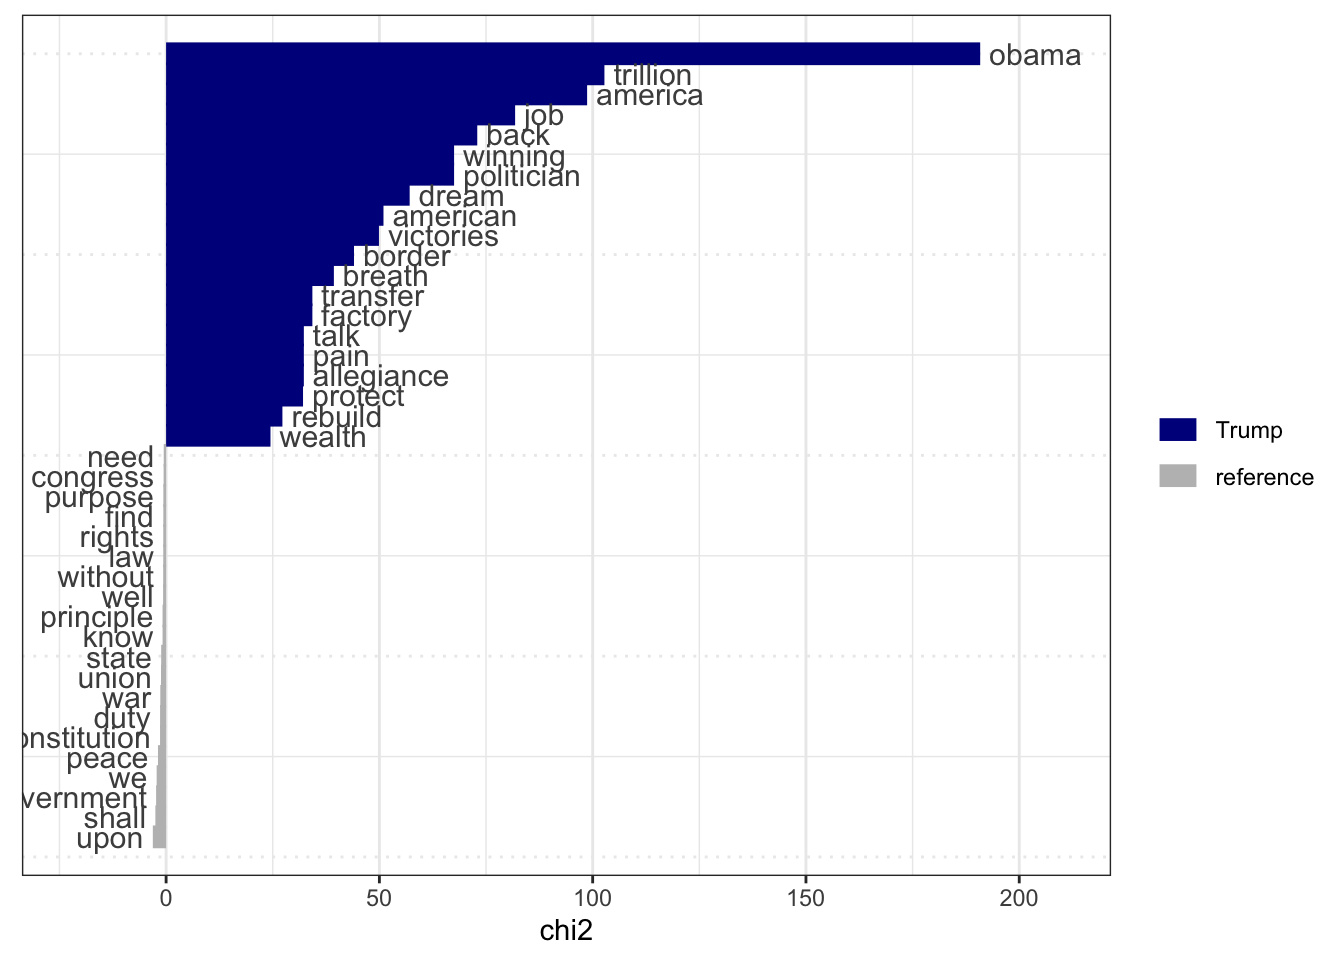 obama
trillion
america
job
back
winning
politician
dream
american
victories
border
breath
transfer
factory
talk
pain
allegiance
protect
rebuild
wealth
need
congress
purpose
find
rights
law
without
well
principle
know
state
union
war
duty
onstitution
peace
we
vernment
shall
upon
Trump
reference
0 50 100 150 200
chi2